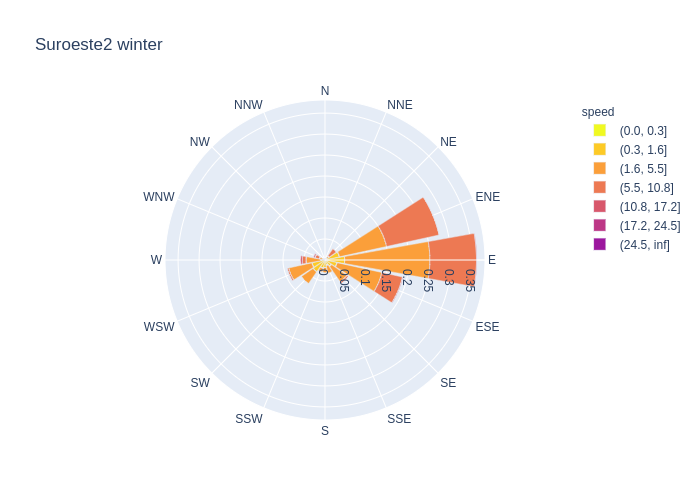 Suroeste2 winter
N
NNE
NE
ENE
E
ESE
SE
SSE
S
SSW
SW
WSW
W
WNW
NW
NNW
0
0.05
0.1
0.15
0.2
0.25
0.3
0.35
speed
(0.0, 0.3]
(0.3, 1.6]
(1.6, 5.5]
(5.5, 10.8]
(10.8, 17.2]
(17.2, 24.5]
(24.5, inf]